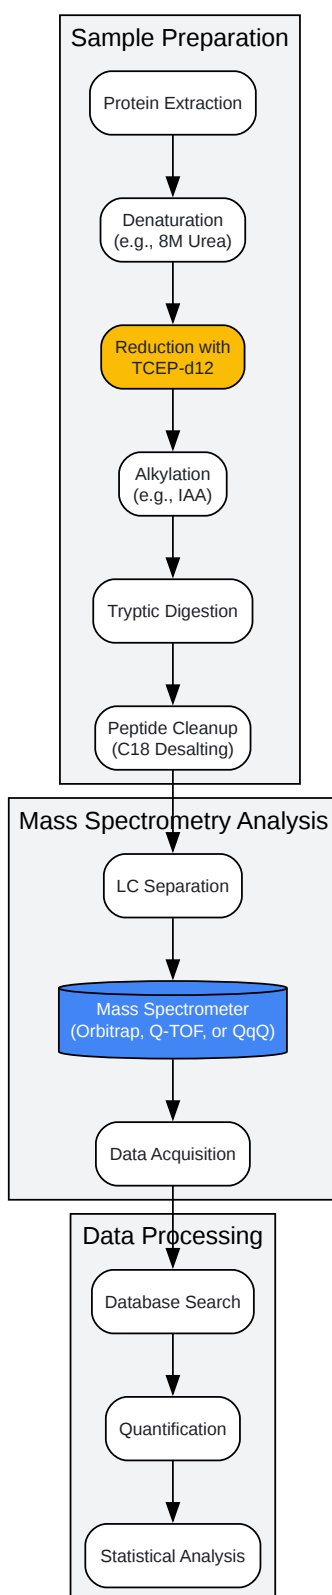 Sample Preparation
Protein Extraction
Denaturation
(e.g., 8M Urea)
Reduction with
TCEP-d12
Alkylation
(e.g., IAA)
Tryptic Digestion
Peptide Cleanup
(C18 Desalting)
Mass Spectrometry Analysis
LC Separation
Mass Spectrometer
(Orbitrap, Q-TOF, or QqQ)
Data Acquisition
Data Processing
Database Search
Quantification
Statistical Analysis